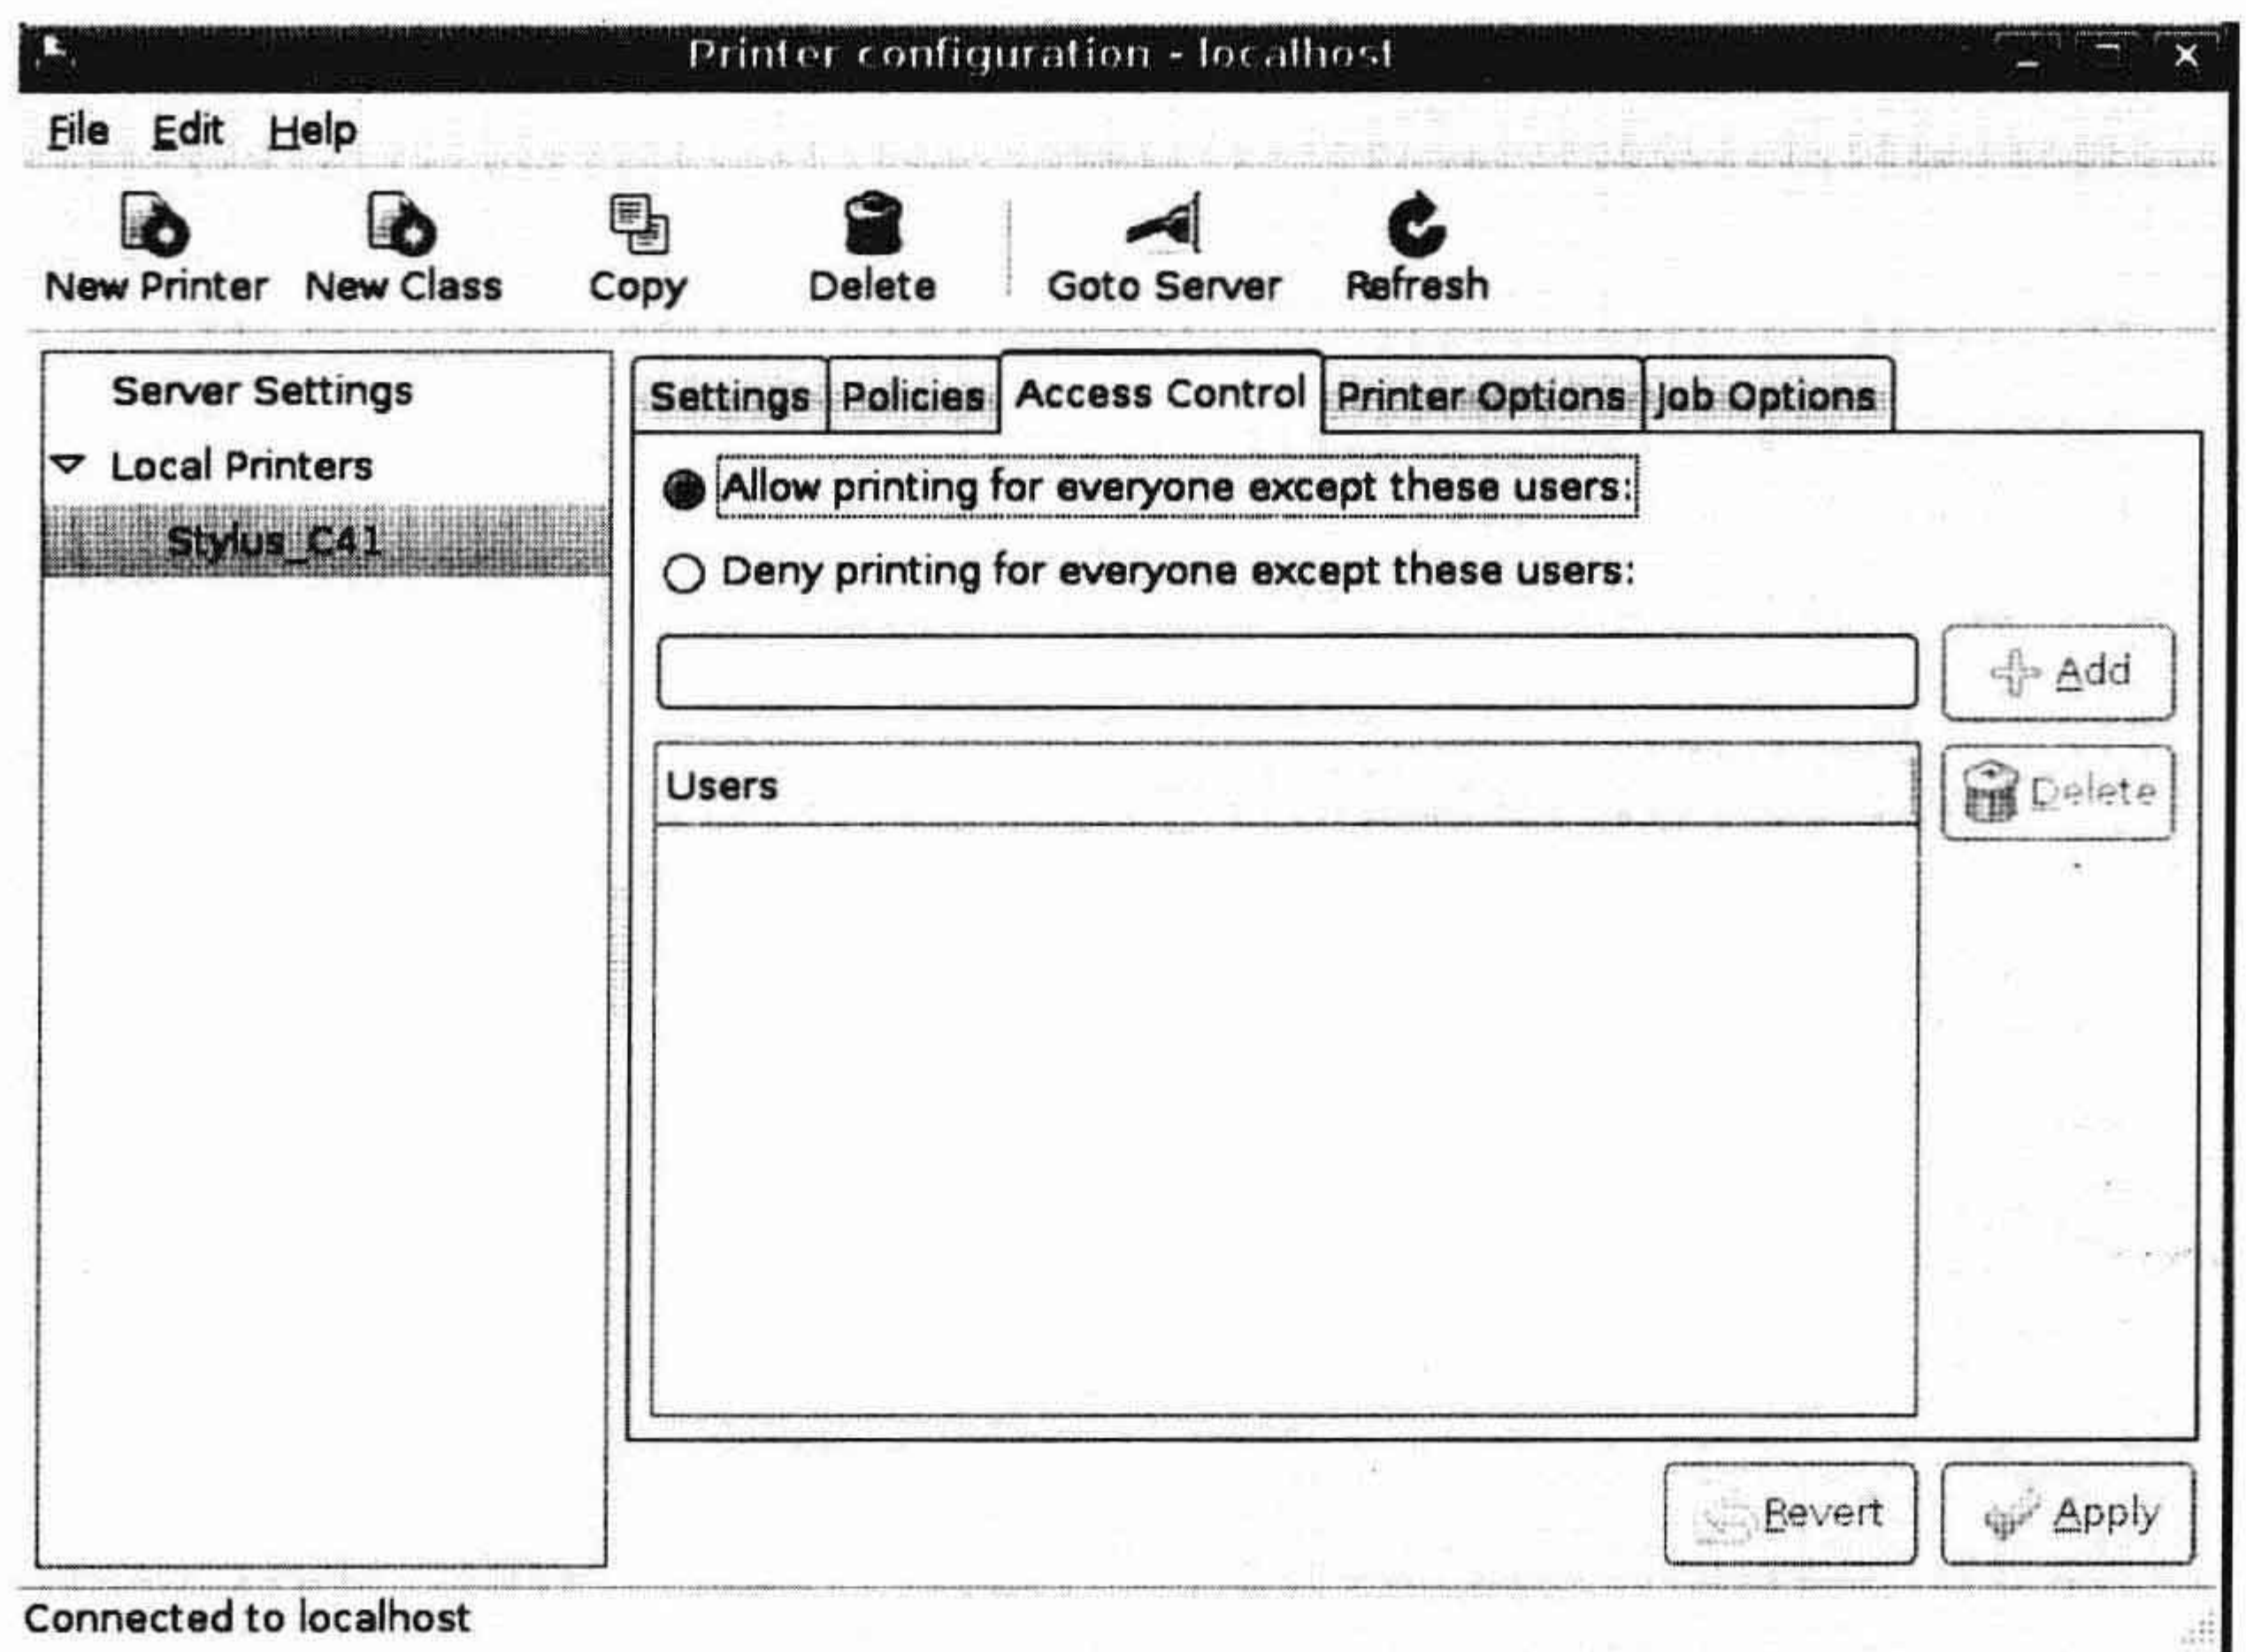 Printer configuration - localhost
File Edit Help
New Printer New Class Copy Delete Goto Server Refresh
Server Settings
Local Printers
Stylus_C41
Settings Policies Access Control Printer Options Job Options
Allow printing for everyone except these users:
Deny printing for everyone except these users:
Add
Users
Delete
Revert Apply
Connected to localhost